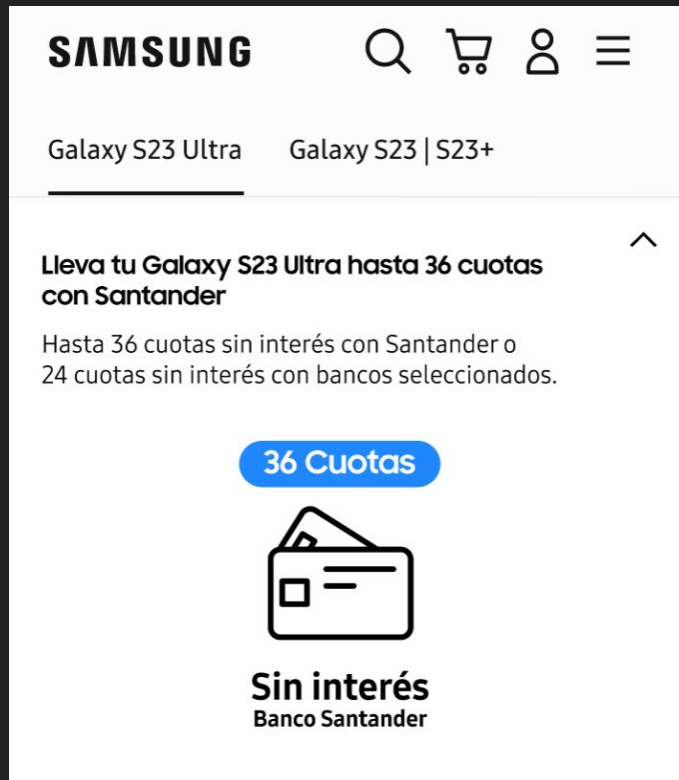 SAMSUNG
Galaxy S23 Ultra
Galaxy S23 | S23+
Lleva tu Galaxy S23 Ultra hasta 36 cuotas
con Santander
Hasta 36 cuotas sin interés con Santander o
24 cuotas sin interés con bancos seleccionados.
36 Cuotas
Sin interés
Banco Santander